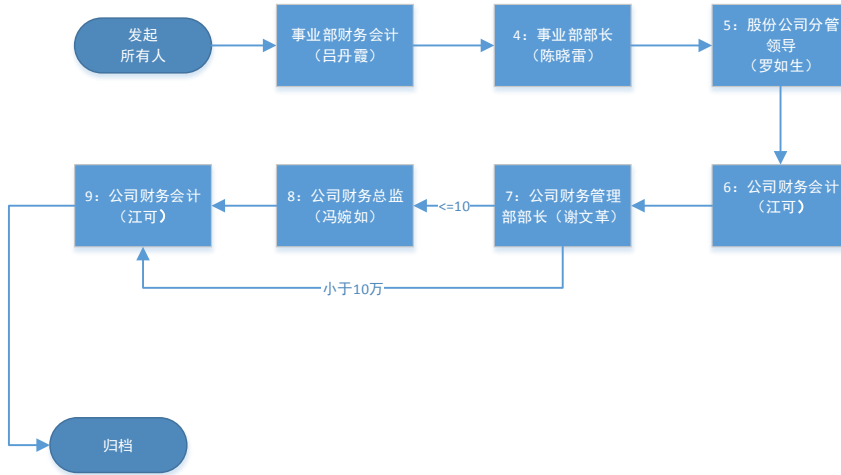 发起
所有人
事业部财务会计
（吕丹霞）
4：事业部部长
（陈晓雷）
5：股份公司分管
领导
（罗如生）
9：公司财务会计
（江可）
8：公司财务总监
（冯婉如）
<=10
7：公司财务管理
部部长（谢文革）
6：公司财务会计
（江可）
小于10万
归档